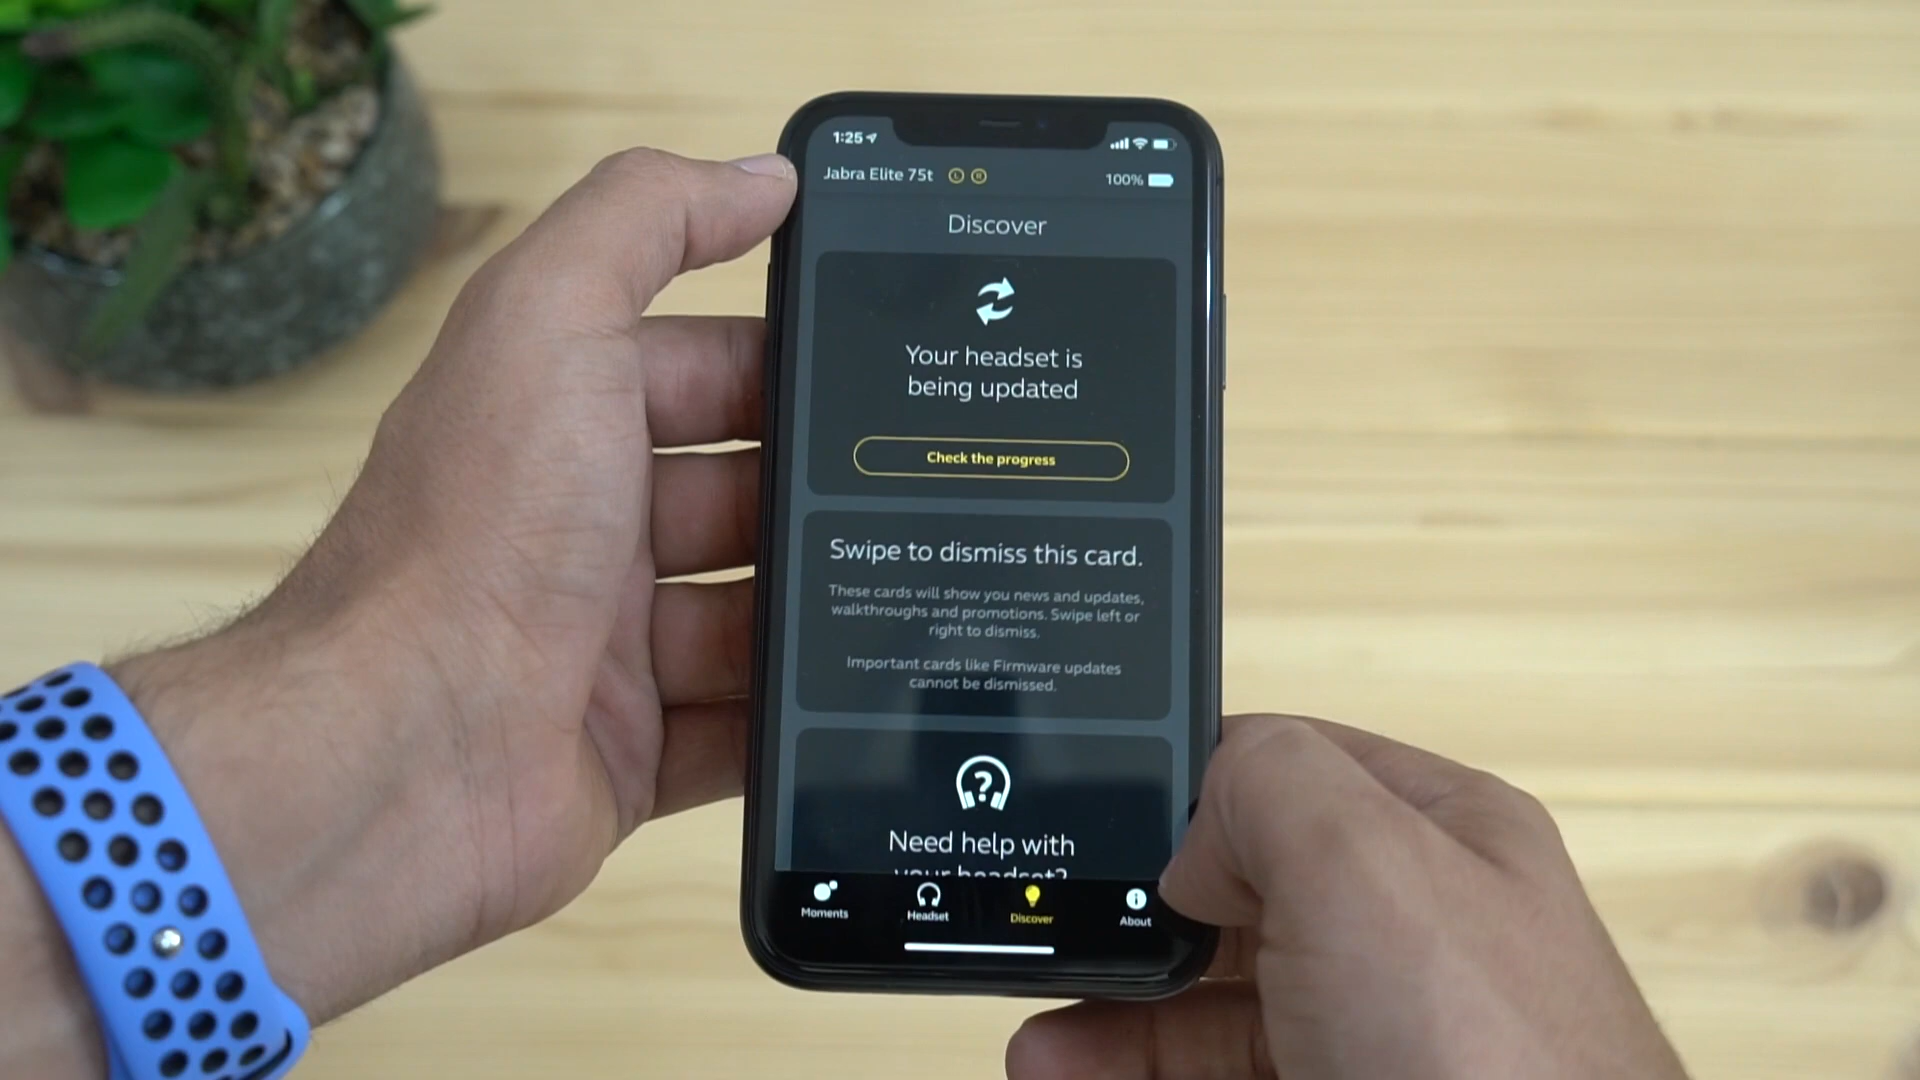 1:25
Jabra Elite 75t L R 100%
Discover
Your headset is
being updated
Check the progress
Swipe to dismiss this card.
These cards will show you news and updates,
walkthroughs and promotions. Swipe left or
right to dismiss.
Important cards like Firmware updates
cannot be dismissed.
?
Need help with
your headset?
Moments Headset Discover About